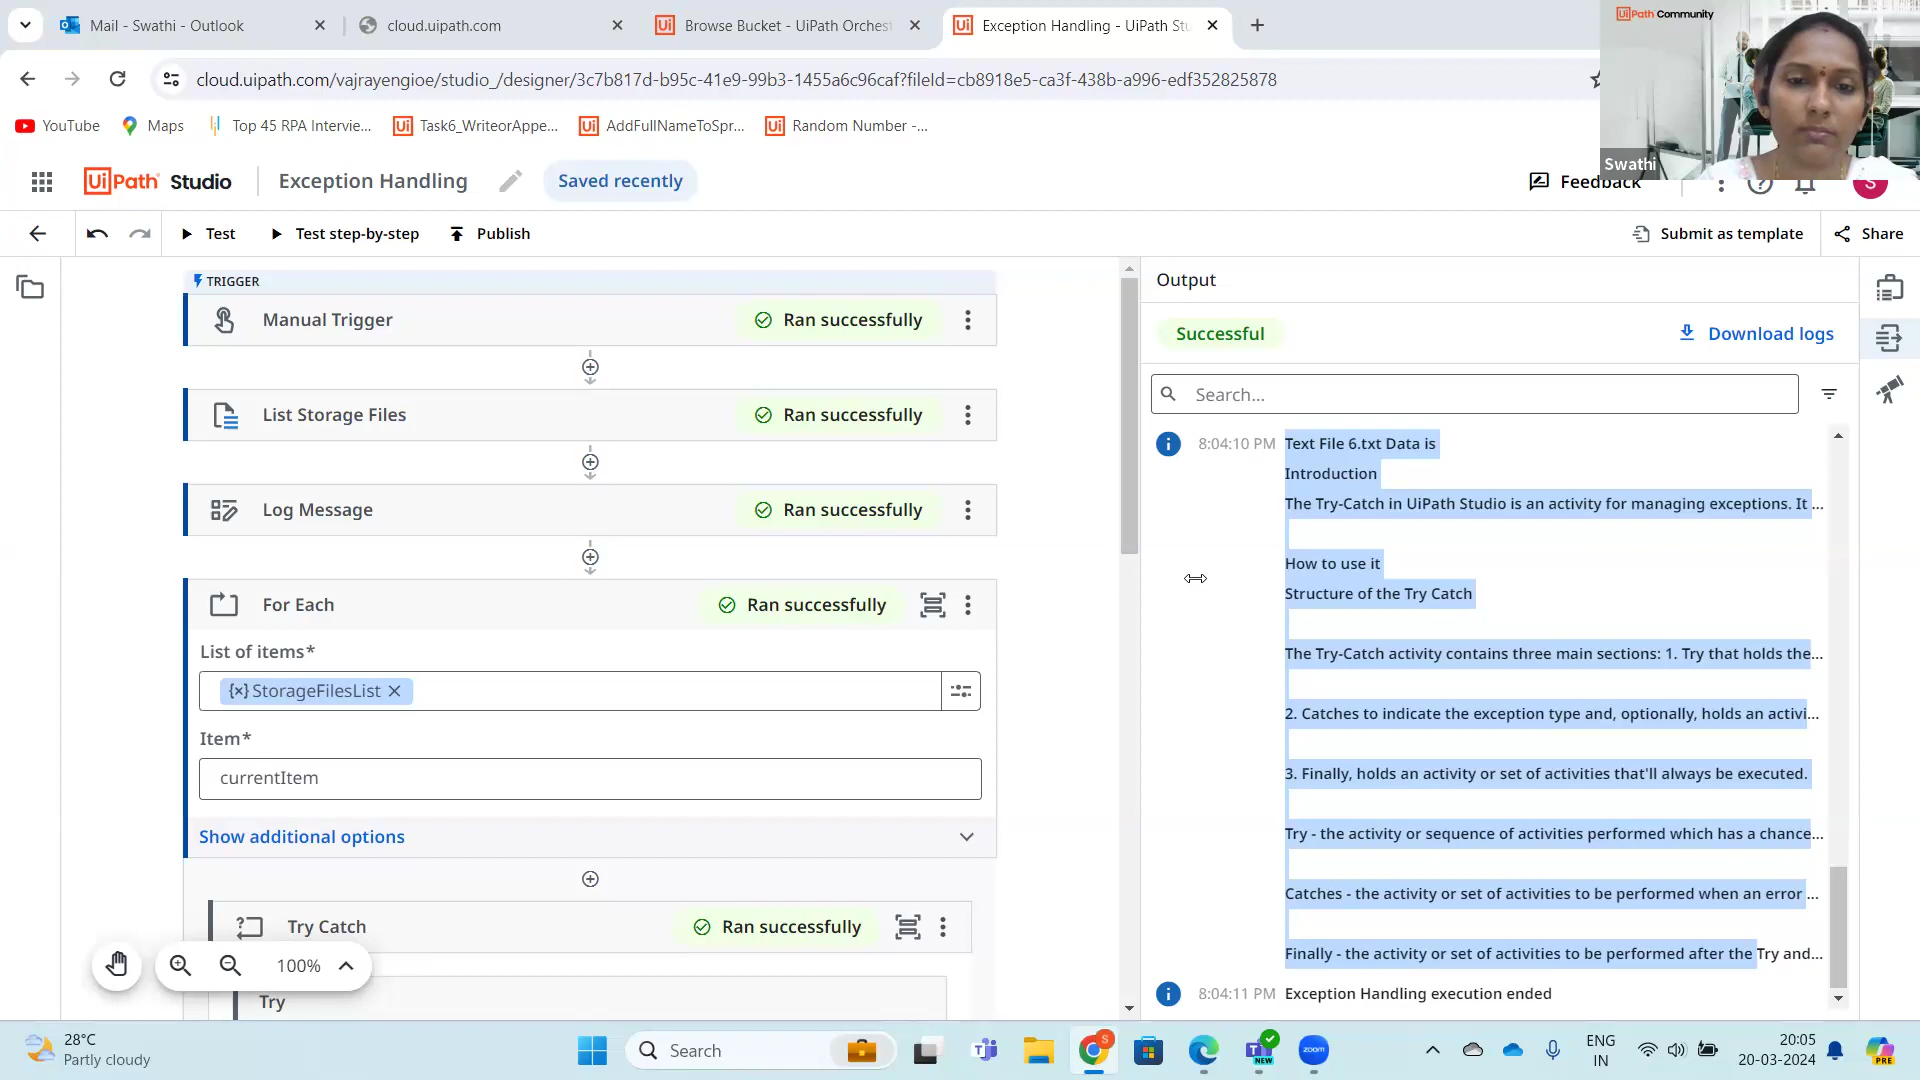 Mail - Swathi - Outlook
cloud.uipath.com
Browse Bucket - UiPath Orchest
Exception Handling - UiPath Stu
UiPath Community
cloud.uipath.com/vajrayengioe/studio_/designer/3c7b817d-b95c-41e9-99b3-1455a6c96caf?fileId=cb8918e5-ca3f-438b-a996-edf352825878
YouTube
Maps
Top 45 RPA Intervie...
Task6_WriteorAppe...
AddFullNameToSpr...
Random Number -...
Swathi
UiPath Studio
Exception Handling
Saved recently
Feedback
S
Test
Test step-by-step
Publish
Submit as template
Share
TRIGGER
Manual Trigger
Ran successfully
List Storage Files
Ran successfully
Log Message
Ran successfully
For Each
Ran successfully
List of items*
{x} StorageFilesList
Item*
currentItem
Show additional options
Try Catch
Ran successfully
100%
Try
Output
Successful
Download logs
Search...
8:04:10 PM Text File 6.txt Data is
Introduction
The Try-Catch in UiPath Studio is an activity for managing exceptions. It ...
How to use it
Structure of the Try Catch
The Try-Catch activity contains three main sections: 1. Try that holds the...
2. Catches to indicate the exception type and, optionally, holds an activi...
3. Finally, holds an activity or set of activities that'll always be executed.
Try - the activity or sequence of activities performed which has a chance...
Catches - the activity or set of activities to be performed when an error ...
Finally - the activity or set of activities to be performed after the Try and...
8:04:11 PM Exception Handling execution ended
28°C
Partly cloudy
Search
S
NEW
zoom
ENG
IN
20:05
20-03-2024
PRE